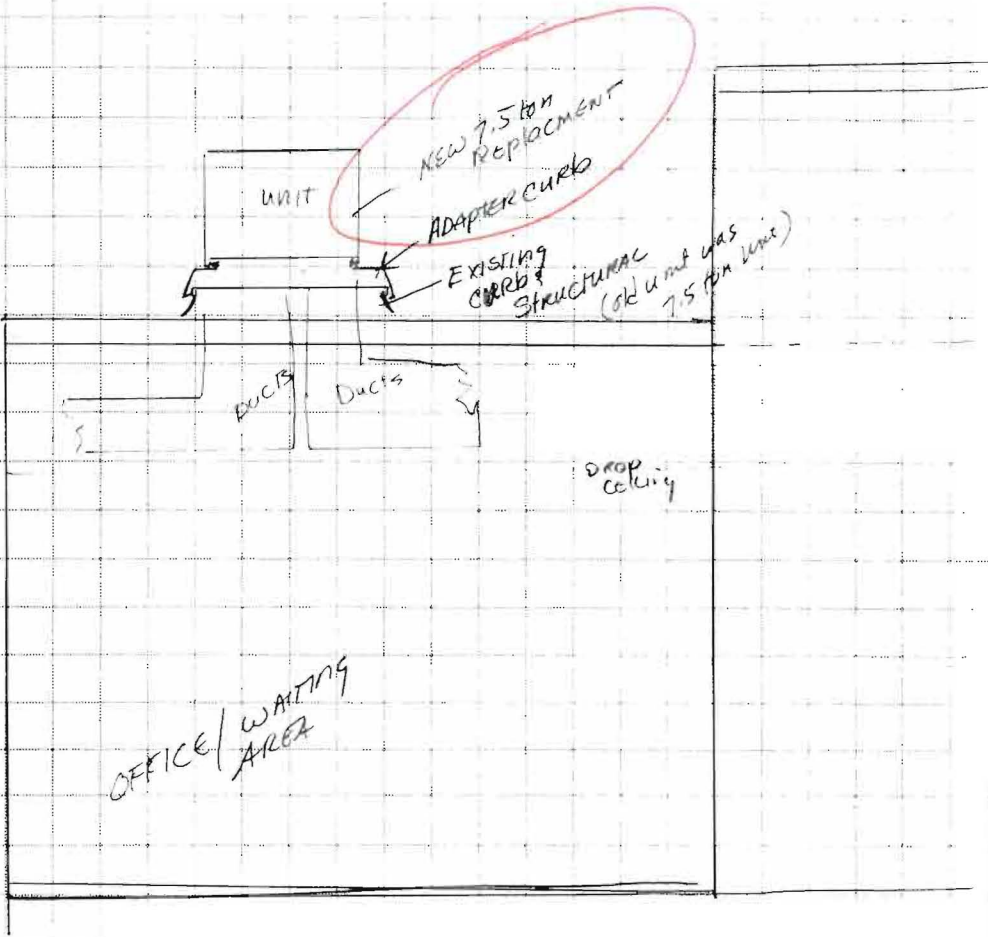 NEW 7.5 ton
REplacMENT
UNIT
ADAPTER CURb
EXISTING
CURB &
STRUCTURAL
(old unit was
7.5 ton unit)
DUCTS
Ducts
DROP
Ceiling
OFFICE/WAITING
AREA